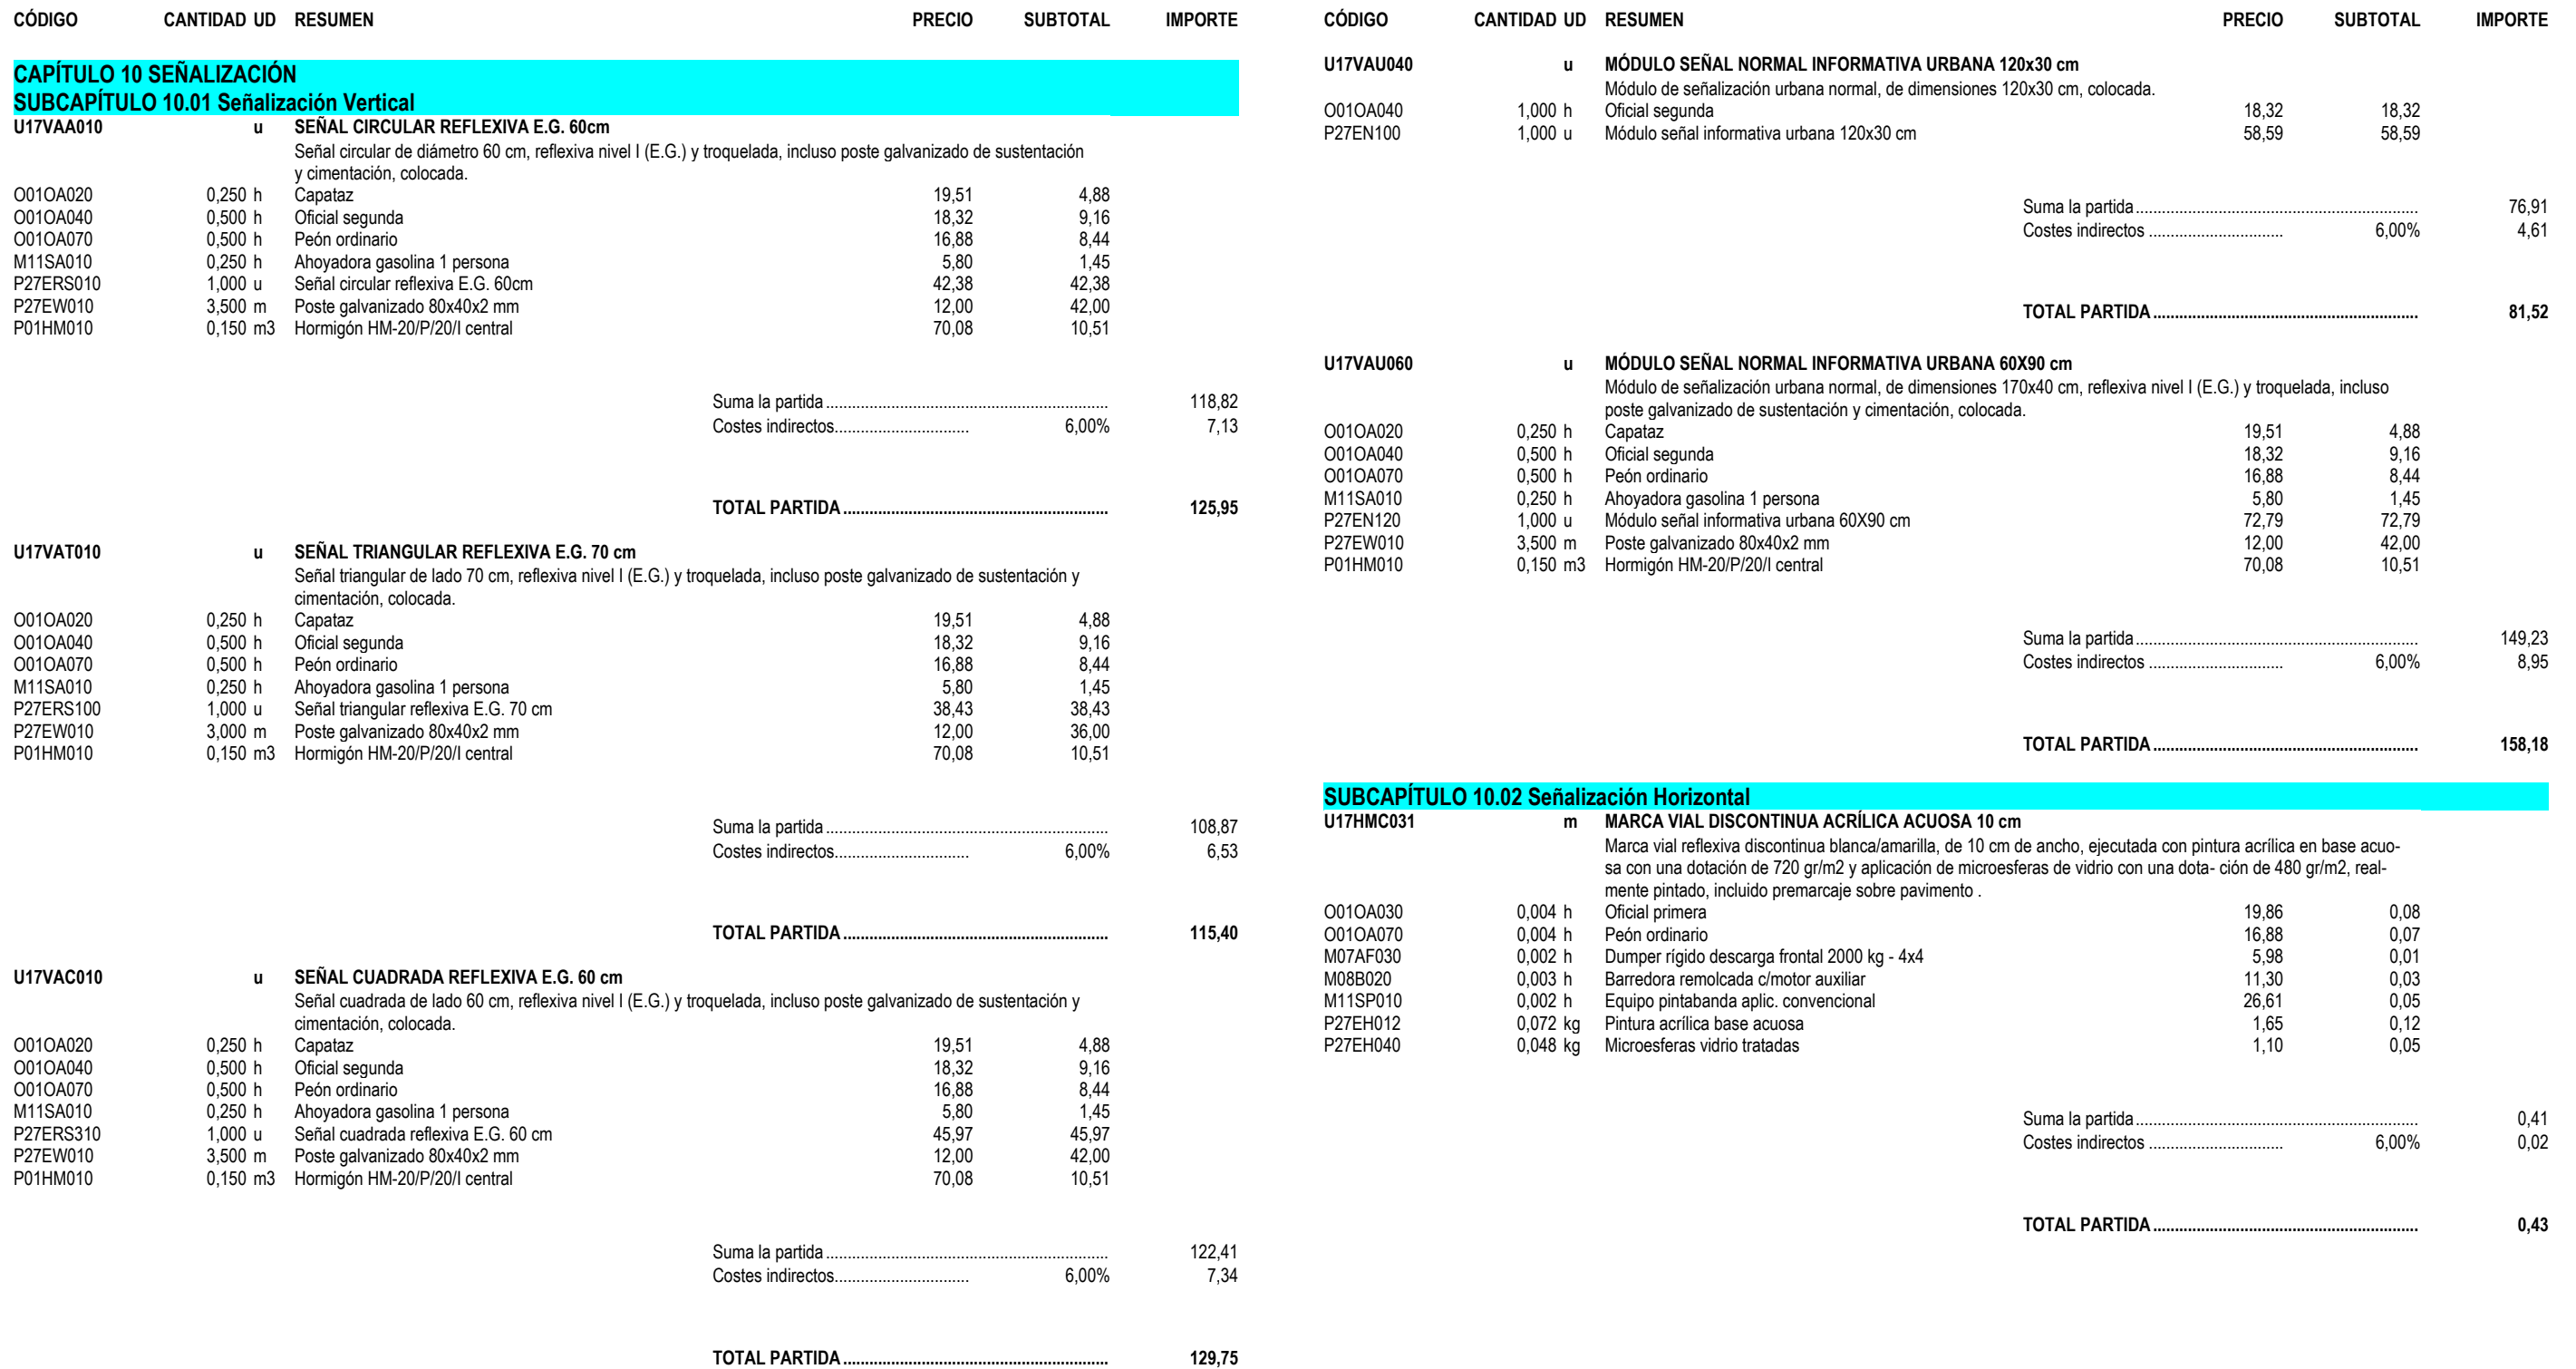 CÓDIGO CANTIDAD UD RESUMEN PRECIO SUBTOTAL IMPORTE
CAPÍTULO 10 SEÑALIZACIÓN
SUBCAPÍTULO 10.01 Señalización Vertical
U17VAA010 u SEÑAL CIRCULAR REFLEXIVA E.G. 60cm
Señal circular de diámetro 60 cm, reflexiva nivel I (E.G.) y troquelada, incluso poste galvanizado de sustentación
y cimentación, colocada.
O01OA020 0,250 h Capataz 19,51 4,88
O01OA040 0,500 h Oficial segunda 18,32 9,16
O01OA070 0,500 h Peón ordinario 16,88 8,44
M11SA010 0,250 h Ahoyadora gasolina 1 persona 5,80 1,45
P27ERS010 1,000 u Señal circular reflexiva E.G. 60cm 42,38 42,38
P27EW010 3,500 m Poste galvanizado 80x40x2 mm 12,00 42,00
P01HM010 0,150 m3 Hormigón HM-20/P/20/I central 70,08 10,51
Suma la partida................................................................ 118,82
Costes indirectos............................... 6,00% 7,13
TOTAL PARTIDA............................................................. 125,95
U17VAT010 u SEÑAL TRIANGULAR REFLEXIVA E.G. 70 cm
Señal triangular de lado 70 cm, reflexiva nivel I (E.G.) y troquelada, incluso poste galvanizado de sustentación y
cimentación, colocada.
O01OA020 0,250 h Capataz 19,51 4,88
O01OA040 0,500 h Oficial segunda 18,32 9,16
O01OA070 0,500 h Peón ordinario 16,88 8,44
M11SA010 0,250 h Ahoyadora gasolina 1 persona 5,80 1,45
P27ERS100 1,000 u Señal triangular reflexiva E.G. 70 cm 38,43 38,43
P27EW010 3,000 m Poste galvanizado 80x40x2 mm 12,00 36,00
P01HM010 0,150 m3 Hormigón HM-20/P/20/I central 70,08 10,51
Suma la partida................................................................ 108,87
Costes indirectos............................... 6,00% 6,53
TOTAL PARTIDA............................................................. 115,40
U17VAC010 u SEÑAL CUADRADA REFLEXIVA E.G. 60 cm
Señal cuadrada de lado 60 cm, reflexiva nivel I (E.G.) y troquelada, incluso poste galvanizado de sustentación y
cimentación, colocada.
O01OA020 0,250 h Capataz 19,51 4,88
O01OA040 0,500 h Oficial segunda 18,32 9,16
O01OA070 0,500 h Peón ordinario 16,88 8,44
M11SA010 0,250 h Ahoyadora gasolina 1 persona 5,80 1,45
P27ERS310 1,000 u Señal cuadrada reflexiva E.G. 60 cm 45,97 45,97
P27EW010 3,500 m Poste galvanizado 80x40x2 mm 12,00 42,00
P01HM010 0,150 m3 Hormigón HM-20/P/20/I central 70,08 10,51
Suma la partida................................................................ 122,41
Costes indirectos............................... 6,00% 7,34
TOTAL PARTIDA............................................................. 129,75
CÓDIGO CANTIDAD UD RESUMEN PRECIO SUBTOTAL IMPORTE
U17VAU040 u MÓDULO SEÑAL NORMAL INFORMATIVA URBANA 120x30 cm
Módulo de señalización urbana normal, de dimensiones 120x30 cm, colocada.
O01OA040 1,000 h Oficial segunda 18,32 18,32
P27EN100 1,000 u Módulo señal informativa urbana 120x30 cm 58,59 58,59
Suma la partida................................................................ 76,91
Costes indirectos ............................... 6,00% 4,61
TOTAL PARTIDA............................................................. 81,52
U17VAU060 u MÓDULO SEÑAL NORMAL INFORMATIVA URBANA 60X90 cm
Módulo de señalización urbana normal, de dimensiones 170x40 cm, reflexiva nivel I (E.G.) y troquelada, incluso
poste galvanizado de sustentación y cimentación, colocada.
O01OA020 0,250 h Capataz 19,51 4,88
O01OA040 0,500 h Oficial segunda 18,32 9,16
O01OA070 0,500 h Peón ordinario 16,88 8,44
M11SA010 0,250 h Ahoyadora gasolina 1 persona 5,80 1,45
P27EN120 1,000 u Módulo señal informativa urbana 60X90 cm 72,79 72,79
P27EW010 3,500 m Poste galvanizado 80x40x2 mm 12,00 42,00
P01HM010 0,150 m3 Hormigón HM-20/P/20/I central 70,08 10,51
Suma la partida................................................................ 149,23
Costes indirectos ............................... 6,00% 8,95
TOTAL PARTIDA............................................................. 158,18
SUBCAPÍTULO 10.02 Señalización Horizontal
U17HMC031 m MARCA VIAL DISCONTINUA ACRÍLICA ACUOSA 10 cm
Marca vial reflexiva discontinua blanca/amarilla, de 10 cm de ancho, ejecutada con pintura acrílica en base acuo-
sa con una dotación de 720 gr/m2 y aplicación de microesferas de vidrio con una dota- ción de 480 gr/m2, real-
mente pintado, incluido premarcaje sobre pavimento .
O01OA030 0,004 h Oficial primera 19,86 0,08
O01OA070 0,004 h Peón ordinario 16,88 0,07
M07AF030 0,002 h Dumper rígido descarga frontal 2000 kg - 4x4 5,98 0,01
M08B020 0,003 h Barredora remolcada c/motor auxiliar 11,30 0,03
M11SP010 0,002 h Equipo pintabanda aplic. convencional 26,61 0,05
P27EH012 0,072 kg Pintura acrílica base acuosa 1,65 0,12
P27EH040 0,048 kg Microesferas vidrio tratadas 1,10 0,05
Suma la partida................................................................ 0,41
Costes indirectos ............................... 6,00% 0,02
TOTAL PARTIDA............................................................. 0,43